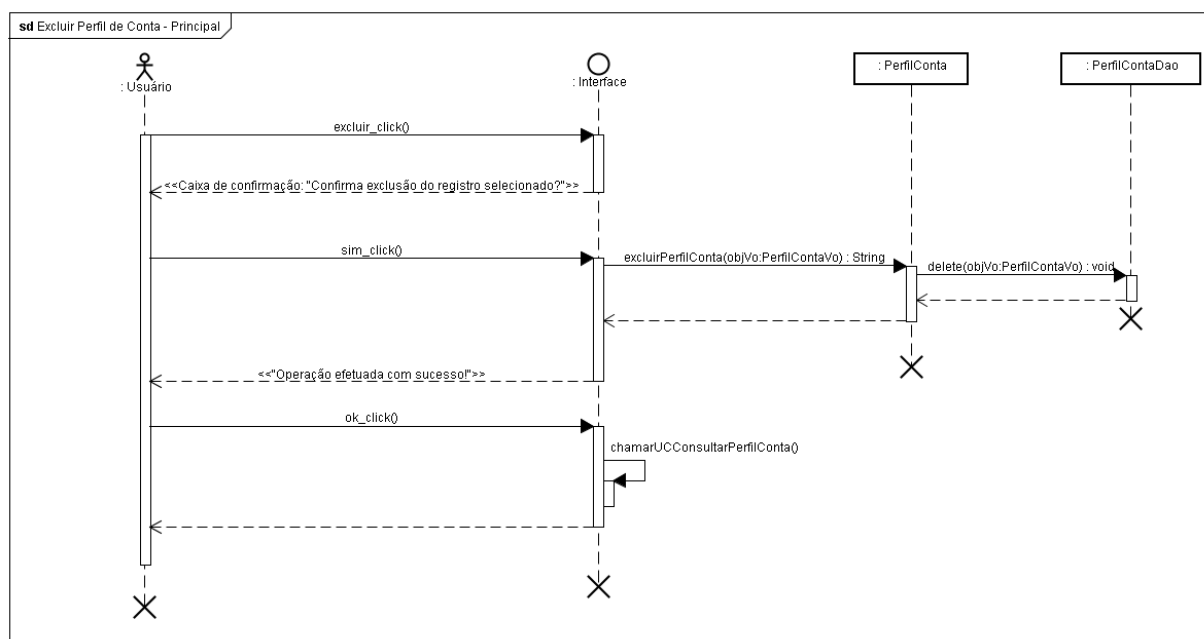 sd Excluir Perfil de Conta - Principal
: Usuário
: Interface
: PerfilConta
: PerfilContaDao
excluir_click()
<<Caixa de confirmação: "Confirma exclusão do registro selecionado?">>
sim_click()
excluirPerfilConta(objVo:PerfilContaVo) : String
delete(objVo:PerfilContaVo) : void
<<"Operação efetuada com sucesso!">>
ok_click()
chamarUCConsultarPerfilConta()